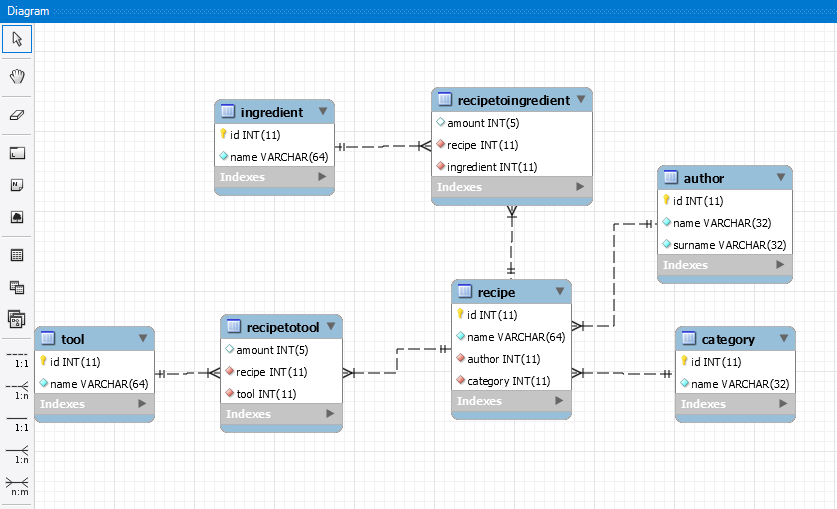 Diagram
ingredient
id INT(11)
name VARCHAR(64)
Indexes
recipetoingredient
amount INT(5)
recipe INT(11)
ingredient INT(11)
Indexes
author
id INT(11)
name VARCHAR(32)
surname VARCHAR(32)
Indexes
recipe
id INT(11)
name VARCHAR(64)
author INT(11)
category INT(11)
Indexes
tool
id INT(11)
name VARCHAR(64)
Indexes
recipetotool
amount INT(5)
recipe INT(11)
tool INT(11)
Indexes
category
id INT(11)
name VARCHAR(32)
Indexes
1:1
1:n
1:1
1:n
n:m